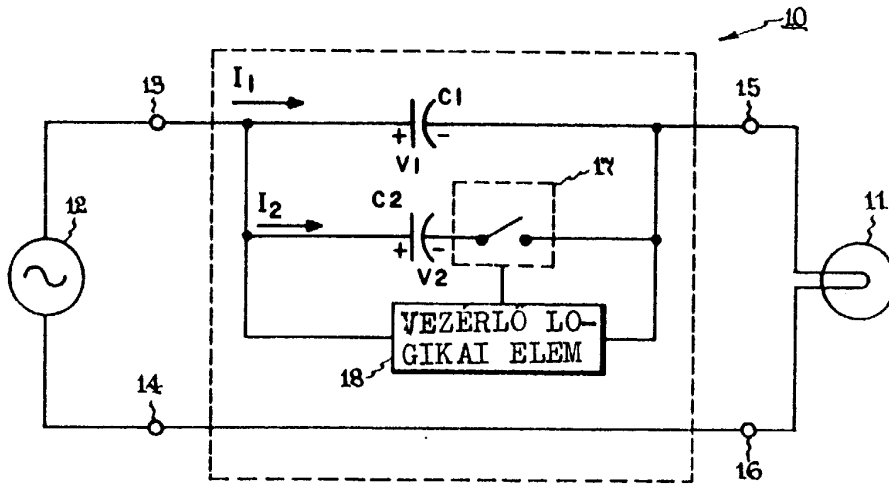 10
13
I1
C1
15
+
-
V1
17
12
I2
C2
11
+
-
V2
VEZÉRLŐ LO-
GIKAI ELEM
18
14
16